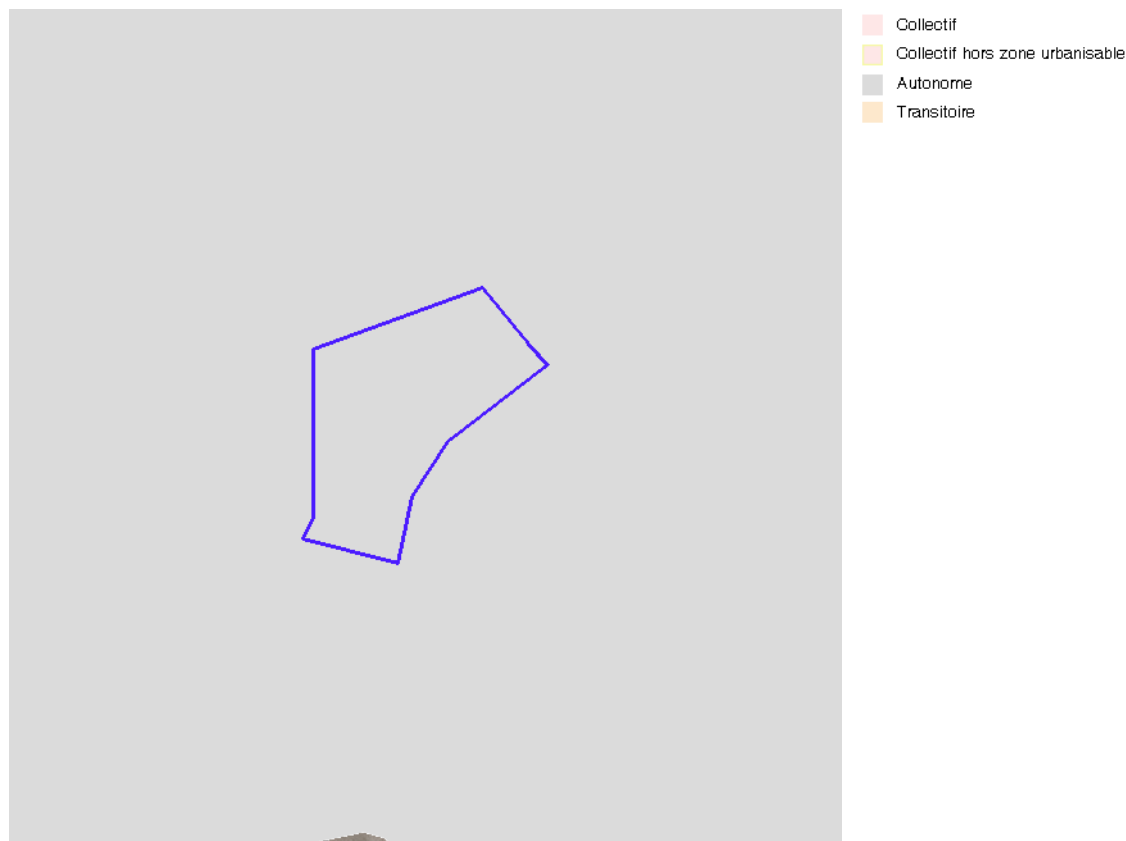 Collectif
Collectif hors zone urbanisable
Autonome
Transitoire